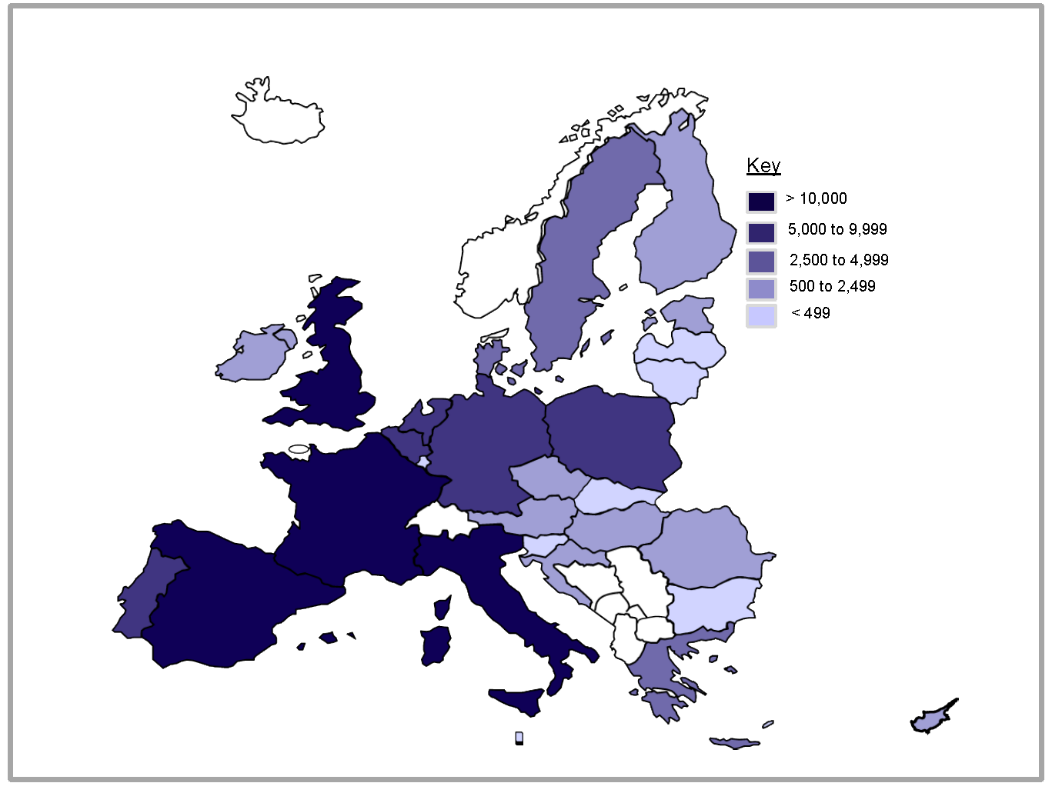 Key
> 10,000
5,000 to 9,999
2,500 to 4,999
500 to 2,499
< 499